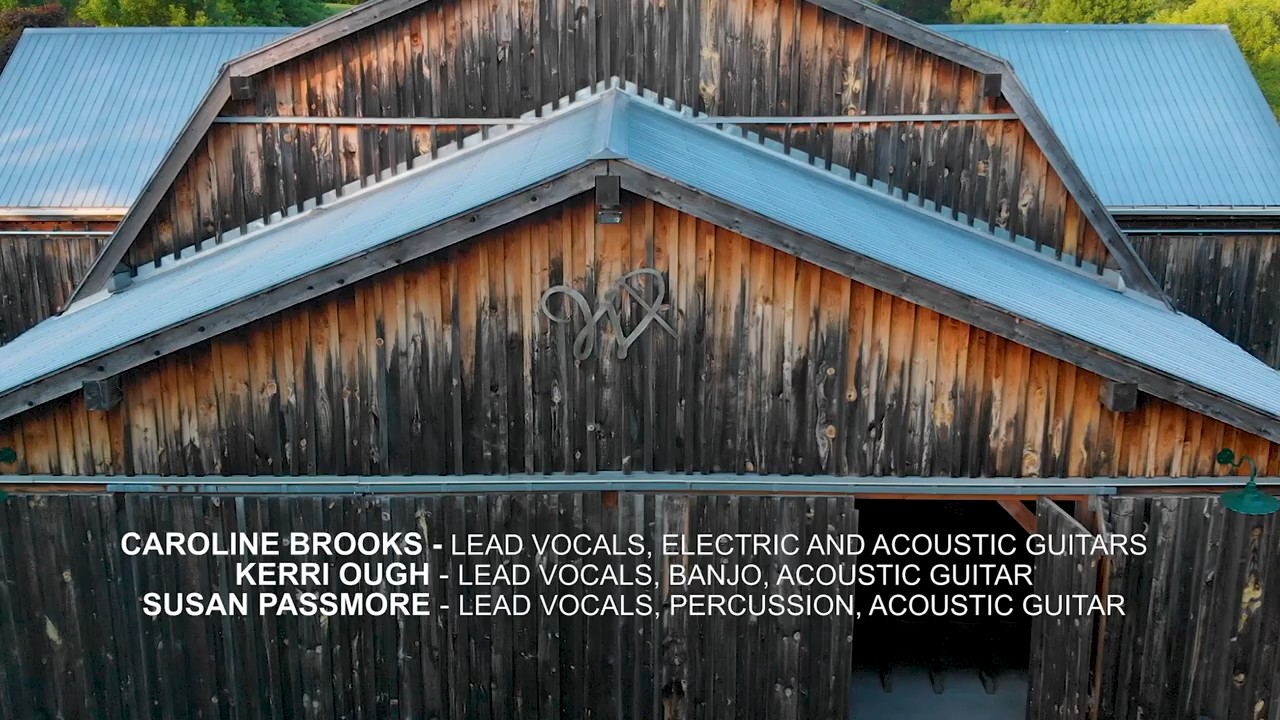 CAROLINE BROOKS - LEAD VOCALS, ELECTRIC AND ACOUSTIC GUITARS
KERRI OUGH - LEAD VOCALS, BANJO, ACOUSTIC GUITAR
SUSAN PASSMORE - LEAD VOCALS, PERCUSSION, ACOUSTIC GUITAR